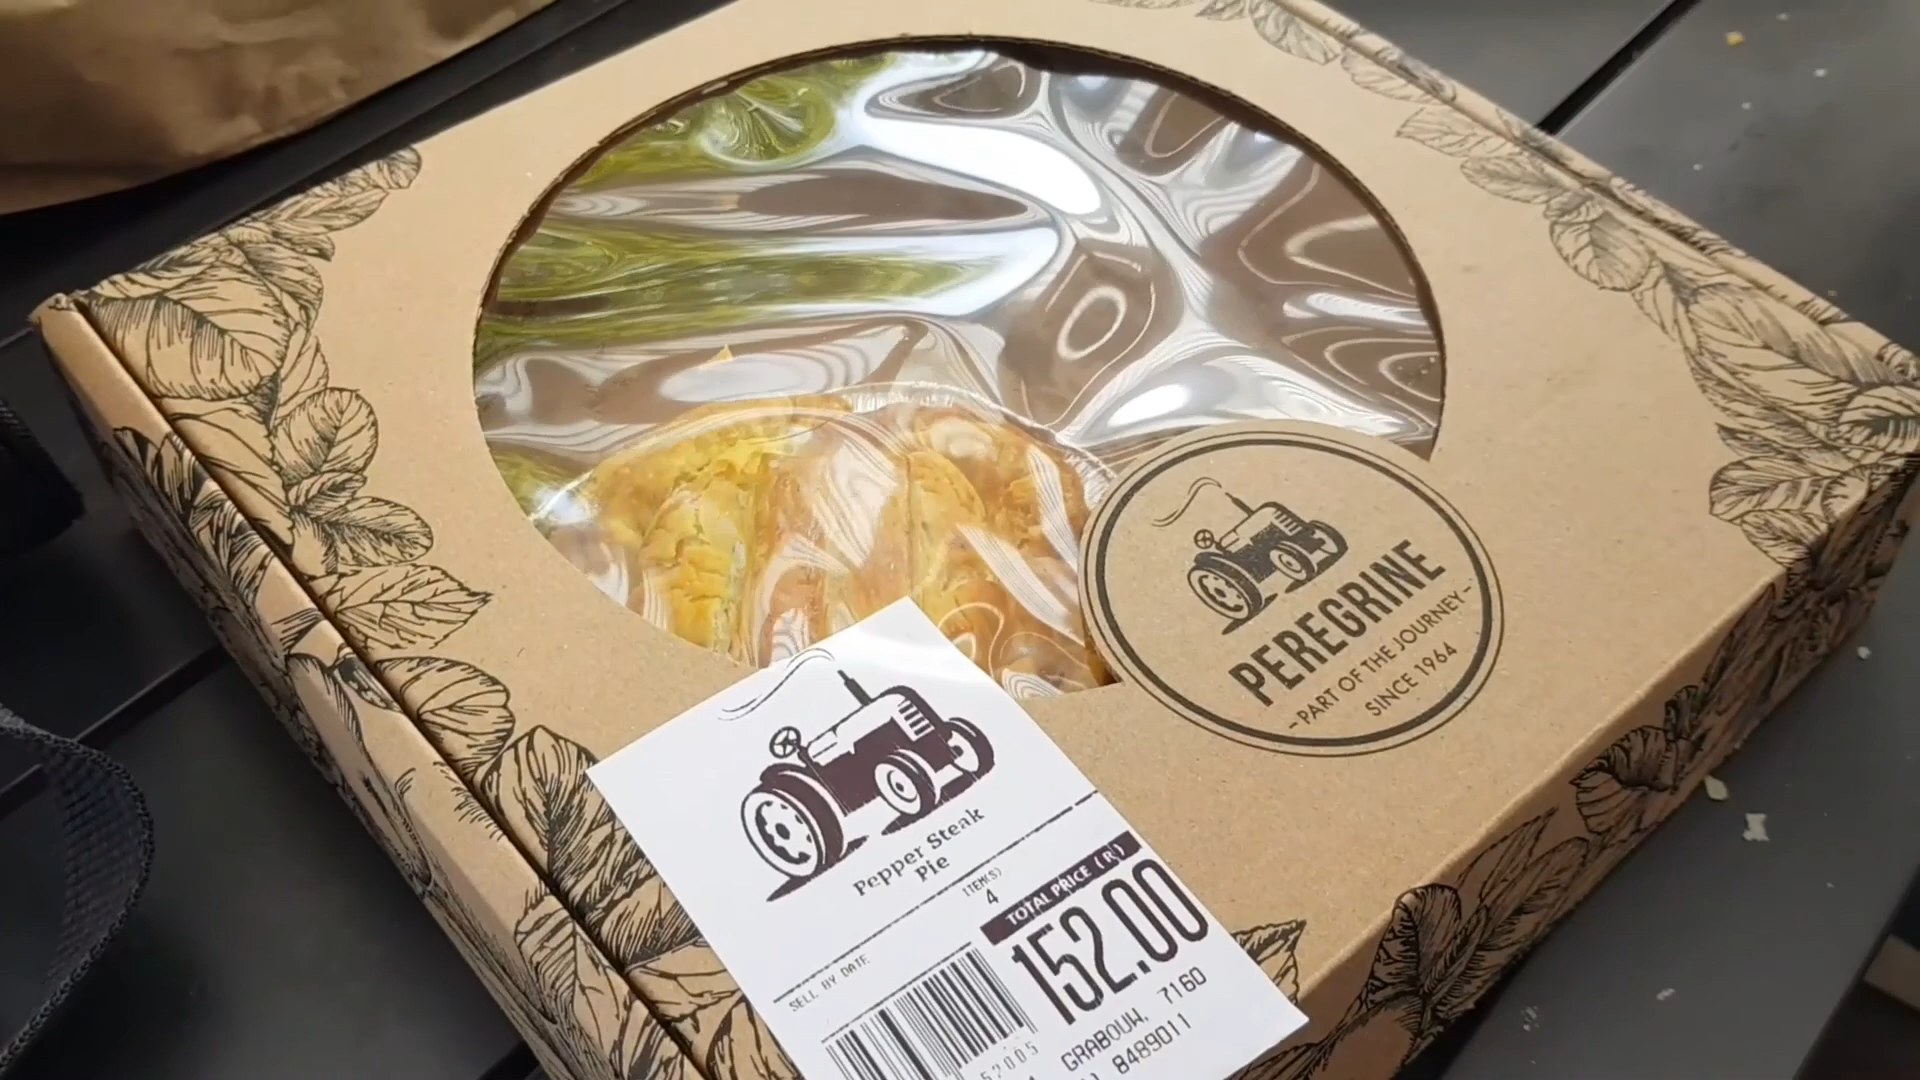 PEREGRINE
-PART OF THE JOURNEY-
SINCE 1964
Pepper Steak
Pie
ITEM(S)
4
TOTAL PRICE (R)
152.00
SELL BY DATE
52005
GRABOUW, 7160
8489011